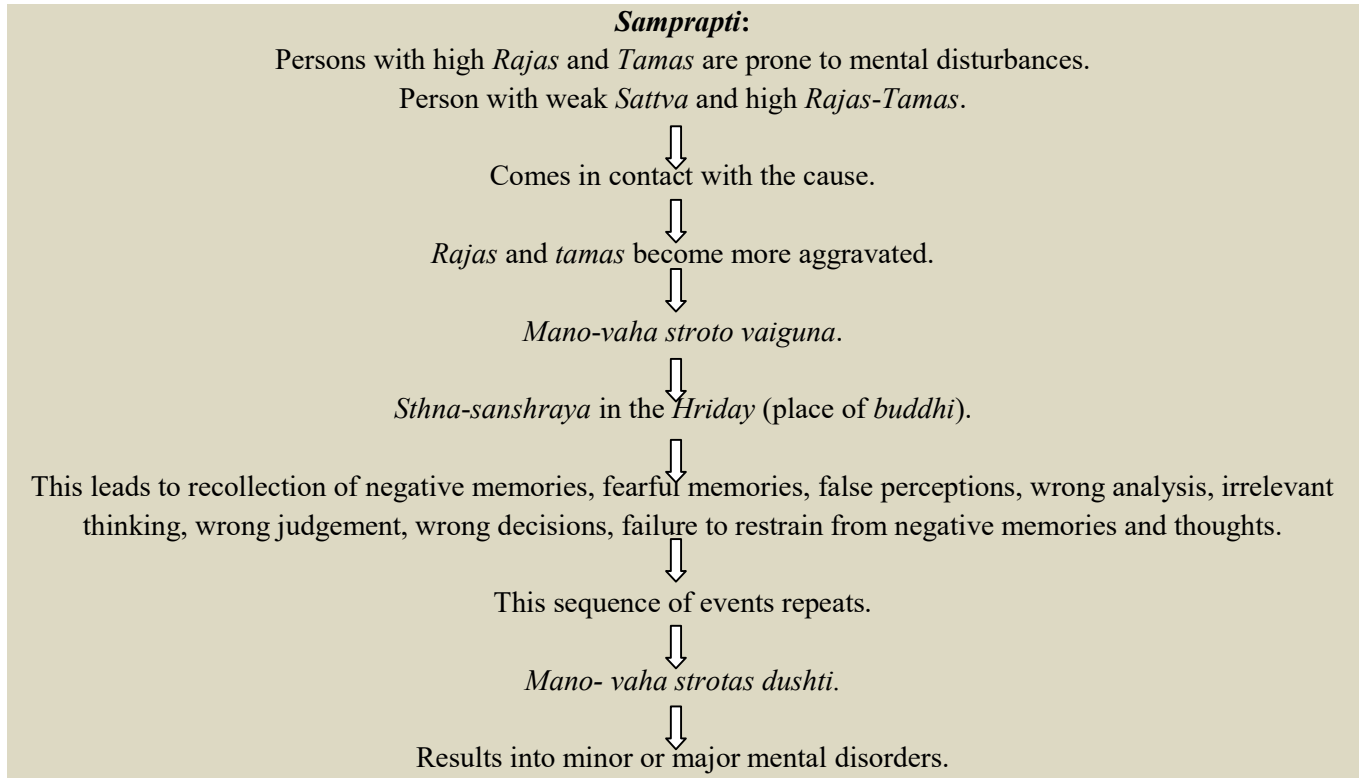 Samprapti:
Persons with high Rajas and Tamas are prone to mental disturbances.
Person with weak Sattva and high Rajas-Tamas.
Comes in contact with the cause.
Rajas and tamas become more aggravated.
Mano-vaha stroto vaiguna.
Sthna-sanshraya in the Hriday (place of buddhi).
This leads to recollection of negative memories, fearful memories, false perceptions, wrong analysis, irrelevant
thinking, wrong judgement, wrong decisions, failure to restrain from negative memories and thoughts.
This sequence of events repeats.
Mano- vaha strotas dushti.
Results into minor or major mental disorders.